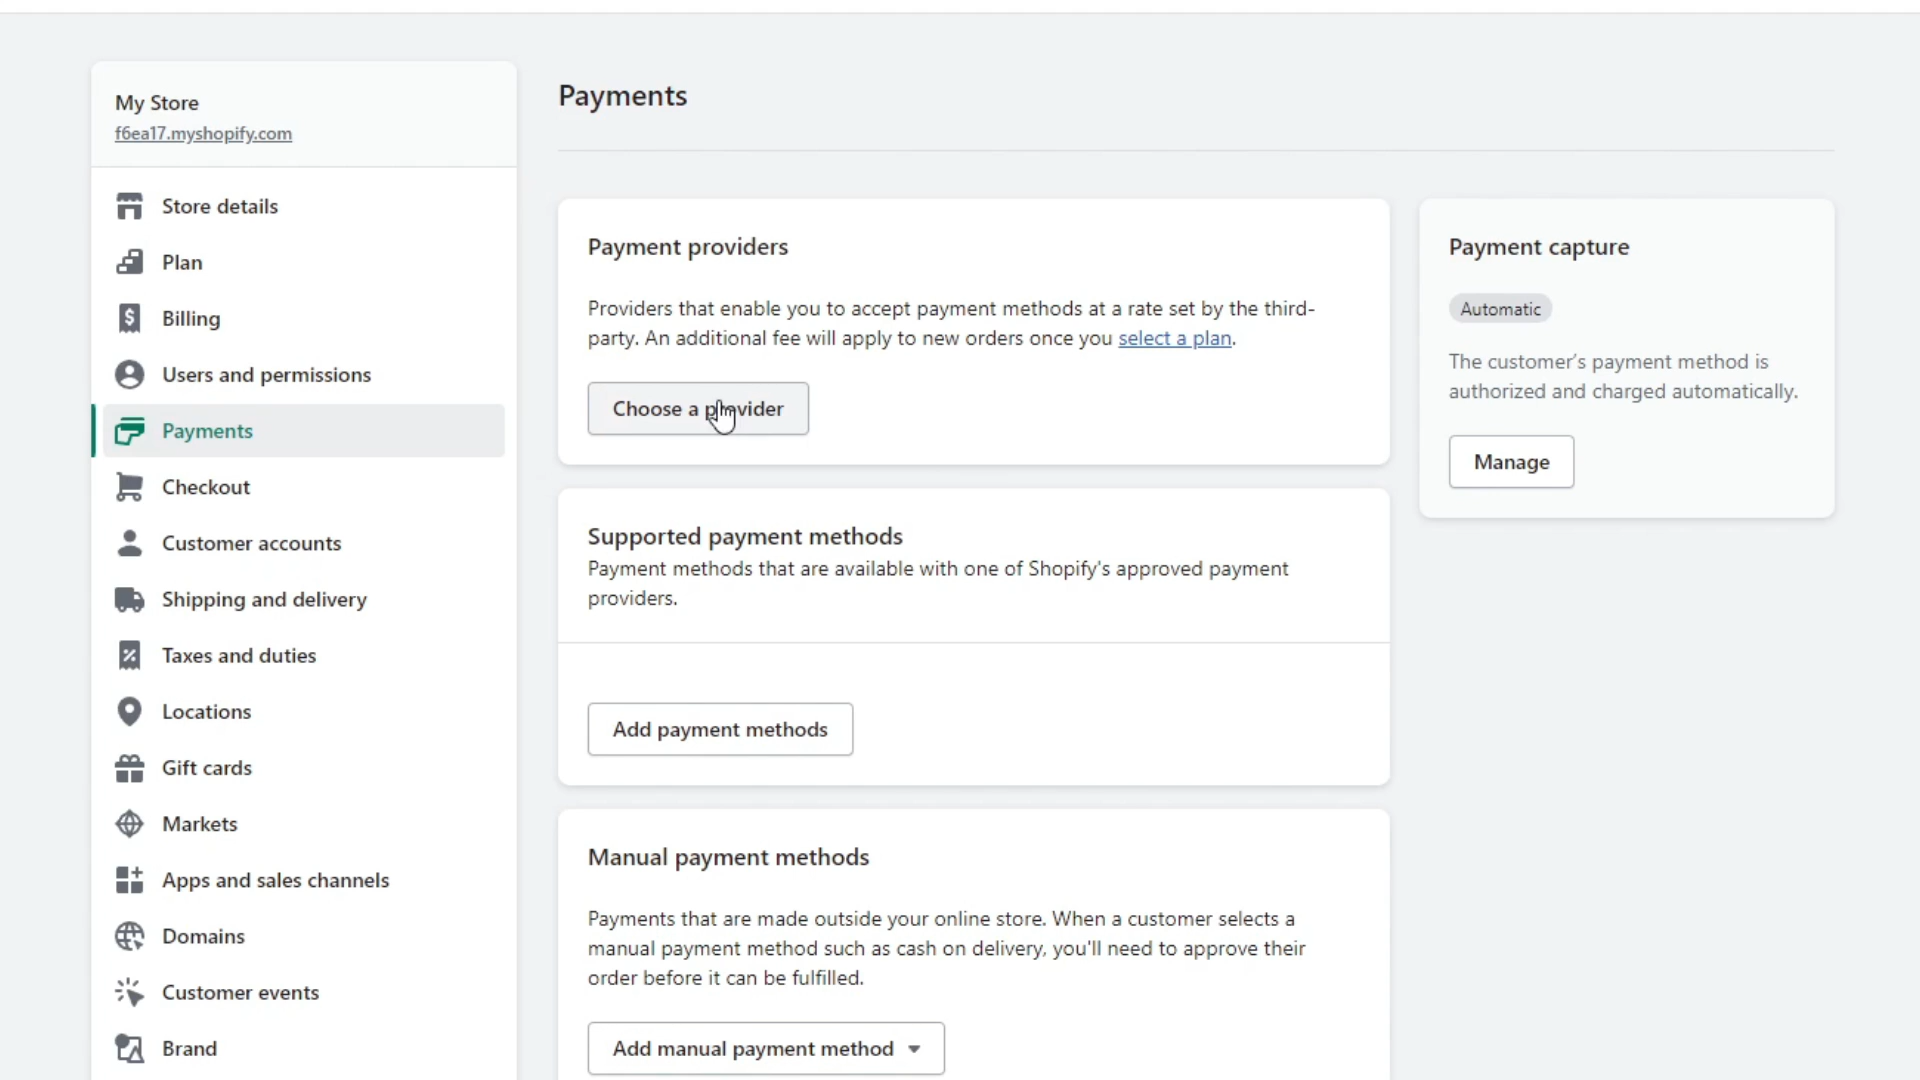 My Store
f6ea17.myshopify.com
Store details
Plan
Billing
Users and permissions
Payments
Checkout
Customer accounts
Shipping and delivery
Taxes and duties
Locations
Gift cards
Markets
Apps and sales channels
Domains
Customer events
Brand
Payments
Payment providers
Providers that enable you to accept payment methods at a rate set by the third-
party. An additional fee will apply to new orders once you select a plan.
Choose a provider
Supported payment methods
Payment methods that are available with one of Shopify's approved payment
providers.
Add payment methods
Manual payment methods
Payments that are made outside your online store. When a customer selects a
manual payment method such as cash on delivery, you'll need to approve their
order before it can be fulfilled.
Add manual payment method
Payment capture
Automatic
The customer's payment method is
authorized and charged automatically.
Manage